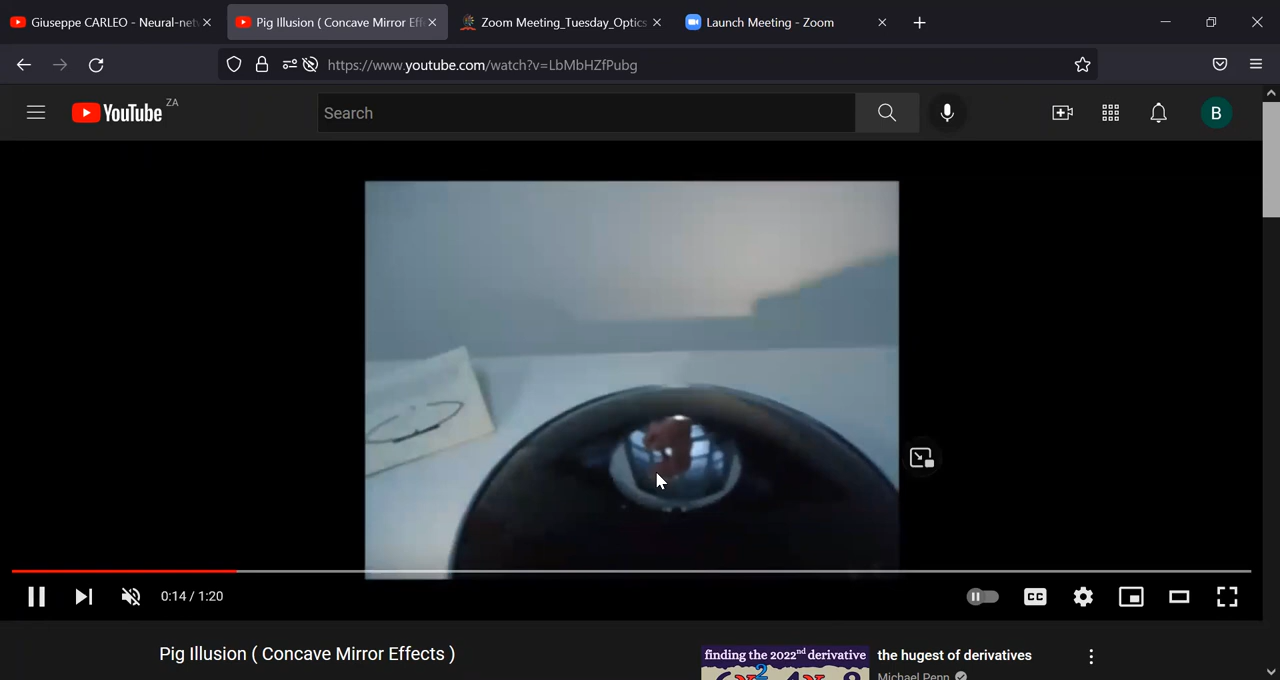 Giuseppe CARLEO - Neural-net
Pig Illusion ( Concave Mirror Eff
Zoom Meeting_Tuesday_Optics
Launch Meeting - Zoom
https://www.youtube.com/watch?v=LbMbHZfPubg
YouTube ZA
Search
B
0:14 / 1:20
CC
Pig Illusion ( Concave Mirror Effects )
finding the 2022nd derivative
the hugest of derivatives
Michael Penn